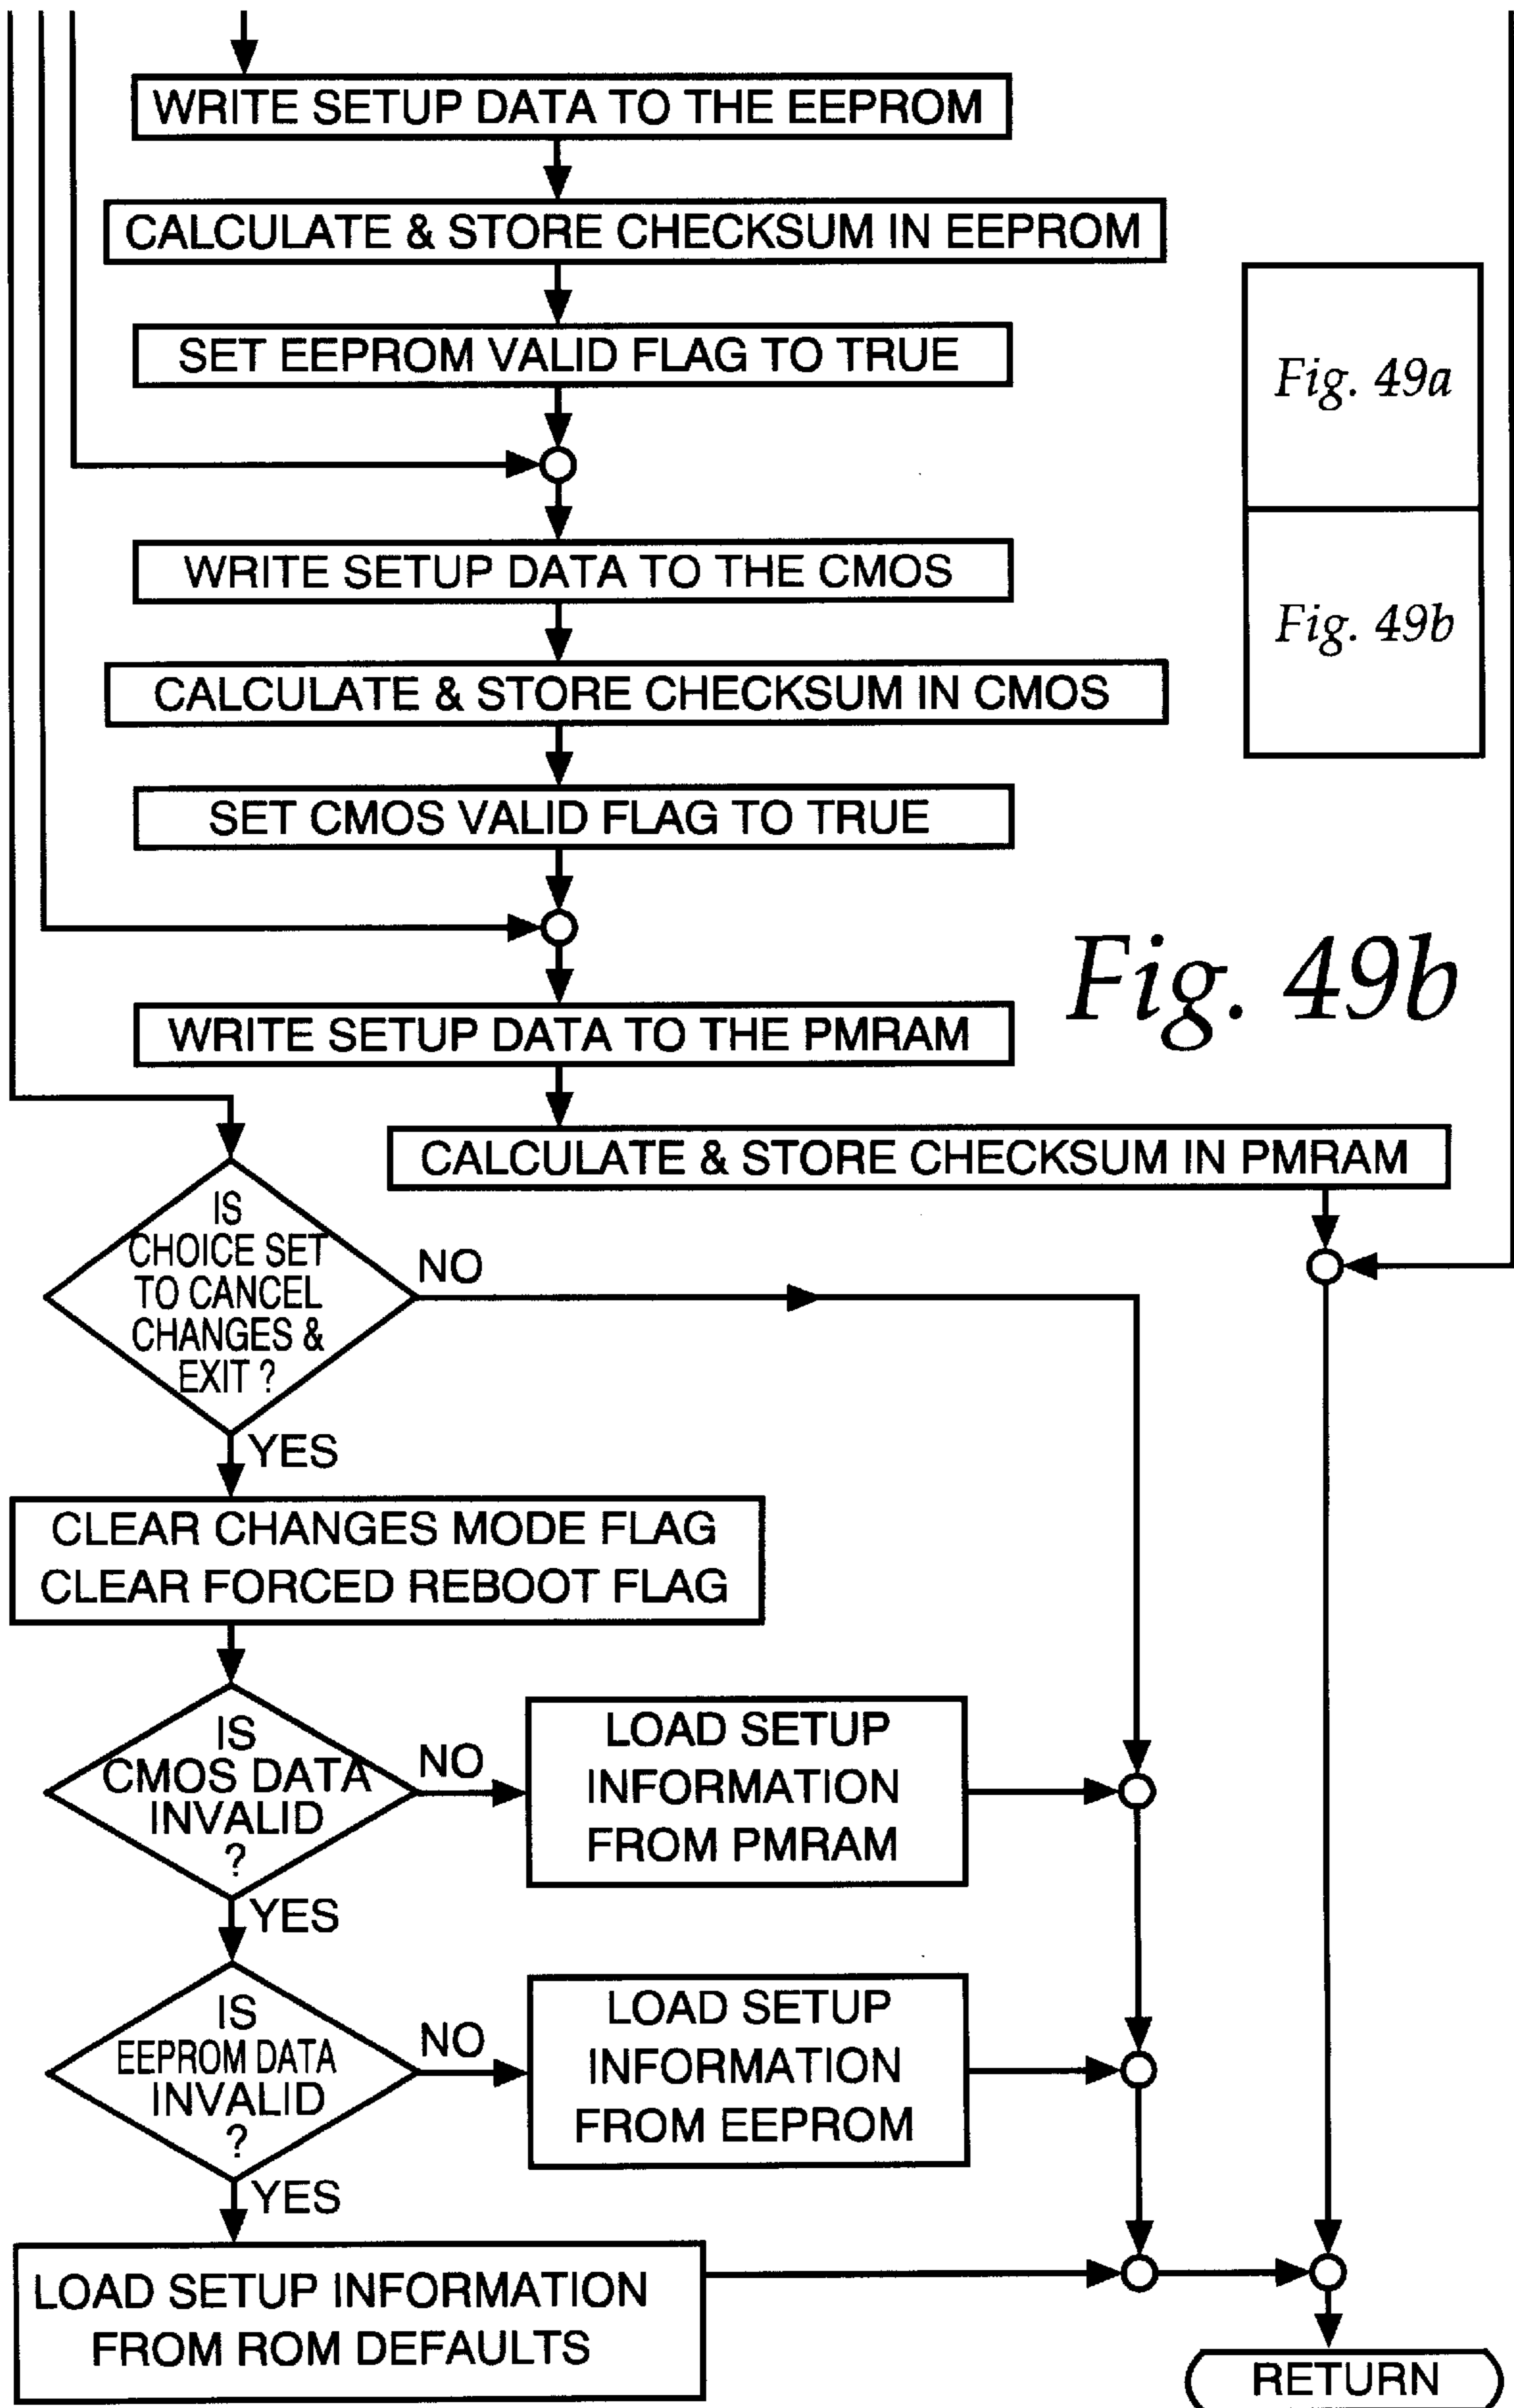 WRITE SETUP DATA TO THE EEPROM
CALCULATE & STORE CHECKSUM IN EEPROM
SET EEPROM VALID FLAG TO TRUE
Fig. 49a
WRITE SETUP DATA TO THE CMOS
Fig. 49b
CALCULATE & STORE CHECKSUM IN CMOS
SET CMOS VALID FLAG TO TRUE
Fig. 49b
WRITE SETUP DATA TO THE PMRAM
CALCULATE & STORE CHECKSUM IN PMRAM
IS
CHOICE SET
TO CANCEL
CHANGES &
EXIT ?
NO
YES
CLEAR CHANGES MODE FLAG
CLEAR FORCED REBOOT FLAG
IS
CMOS DATA
INVALID
?
NO
LOAD SETUP
INFORMATION
FROM PMRAM
YES
IS
EEPROM DATA
INVALID
?
NO
LOAD SETUP
INFORMATION
FROM EEPROM
YES
LOAD SETUP INFORMATION
FROM ROM DEFAULTS
RETURN